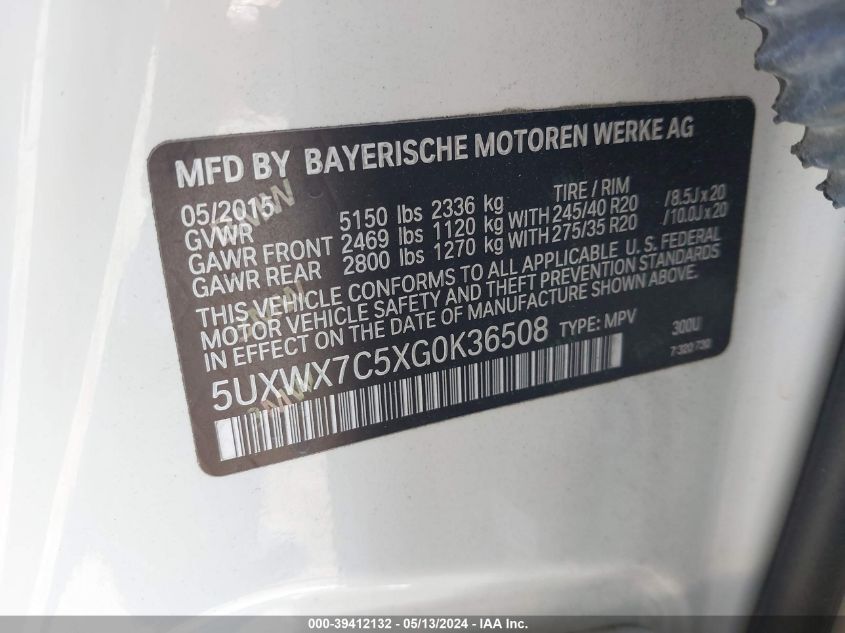 MFD BY BAYERISCHE MOTOREN WERKE AG
05/2015 TIRE / RIM
GVWR 5150 lbs 2336 kg
GAWR FRONT 2469 lbs 1120 kg WITH 245/40 R20 /8.5J x 20
GAWR REAR 2800 lbs 1270 kg WITH 275/35 R20 /10.0J x 20
THIS VEHICLE CONFORMS TO ALL APPLICABLE U. S. FEDERAL
MOTOR VEHICLE SAFETY AND THEFT PREVENTION STANDARDS
IN EFFECT ON THE DATE OF MANUFACTURE SHOWN ABOVE.
5UXWX7C5XG0K36508 TYPE: MPV 300U
7 320 730
000-39412132 - 05/13/2024 - IAA Inc.